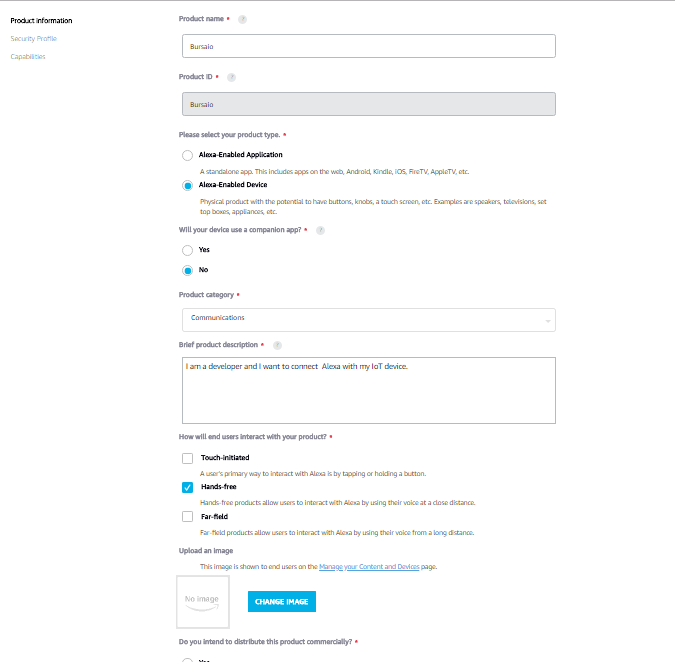 Product information
Security Profile
Capabilities
Product name * ?
Bursaio
Product ID * ?
Bursaio
Please select your product type. *
Alexa-Enabled Application
A standalone app. This includes apps on the web, Android, Kindle, iOS, FireTV, AppleTV, etc.
Alexa-Enabled Device
Physical product with the potential to have buttons, knobs, a touch screen, etc. Examples are speakers, televisions, set
top boxes, appliances, etc.
Will your device use a companion app? * ?
Yes
No
Product category *
Communications
Brief product description * ?
I am a developer and I want to connect Alexa with my IoT device.
How will end users interact with your product? *
Touch-initiated
A user's primary way to interact with Alexa is by tapping or holding a button.
Hands-free
Hands-free products allow users to interact with Alexa by using their voice at a close distance.
Far-field
Far-field products allow users to interact with Alexa by using their voice from a long distance.
Upload an image
This image is shown to end users on the Manage your Content and Devices page.
No image
CHANGE IMAGE
Do you intend to distribute this product commercially? *
Yes